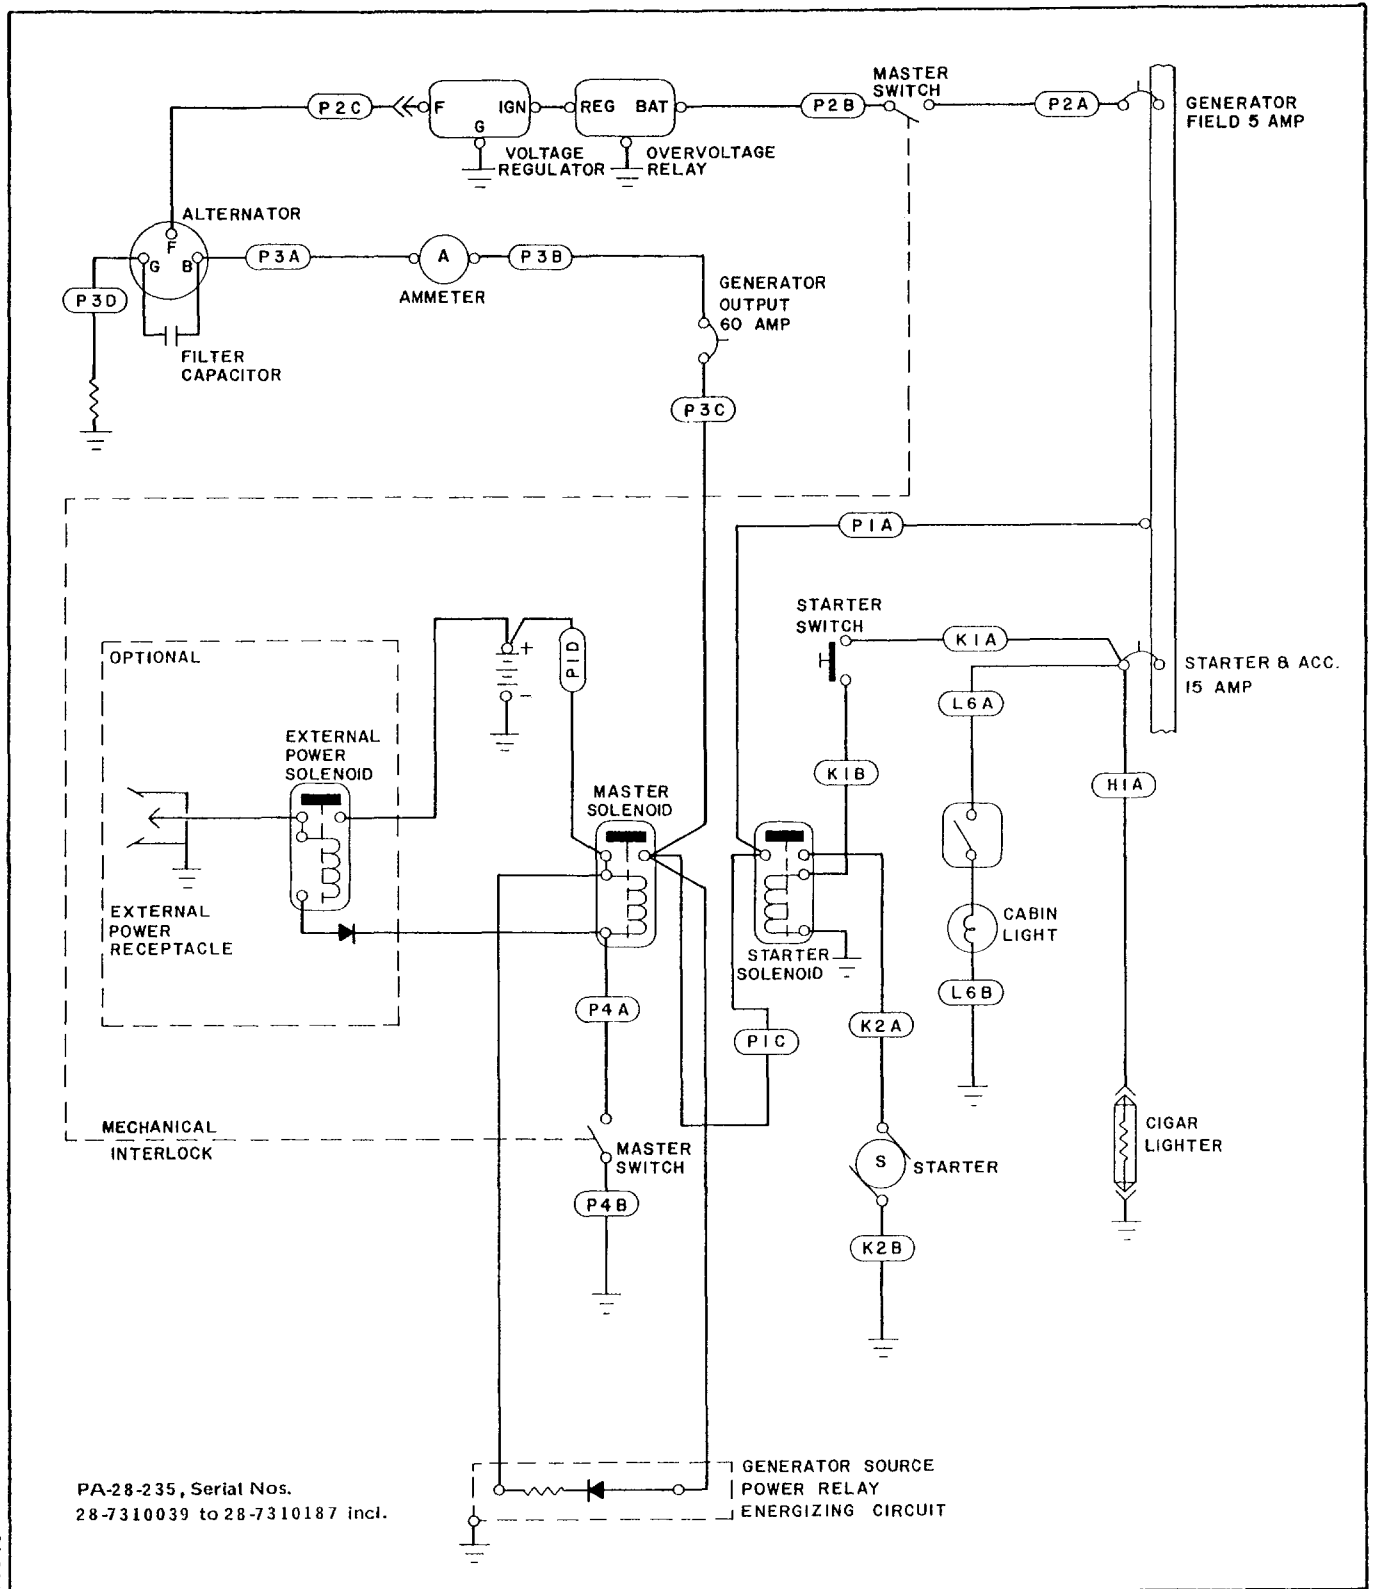 MASTER
SWITCH
P2C
F
IGN
G
REG
BAT
P2B
P2A
GENERATOR
FIELD 5 AMP
VOLTAGE
REGULATOR
OVERVOLTAGE
RELAY
ALTERNATOR
F
G
B
P3A
A
P3B
AMMETER
P3D
GENERATOR
OUTPUT
60 AMP
FILTER
CAPACITOR
P3C
P1A
STARTER
SWITCH
K1A
OPTIONAL
+
-
P1D
STARTER & ACC.
15 AMP
L6A
EXTERNAL
POWER
SOLENOID
MASTER
SOLENOID
K1B
H1A
EXTERNAL
POWER
RECEPTACLE
CABIN
LIGHT
STARTER
SOLENOID
L6B
P4A
P1C
K2A
MECHANICAL
INTERLOCK
MASTER
SWITCH
S
STARTER
CIGAR
LIGHTER
P4B
K2B
GENERATOR SOURCE
POWER RELAY
ENERGIZING CIRCUIT
PA-28-235, Serial Nos.
28-7310039 to 28-7310187 incl.